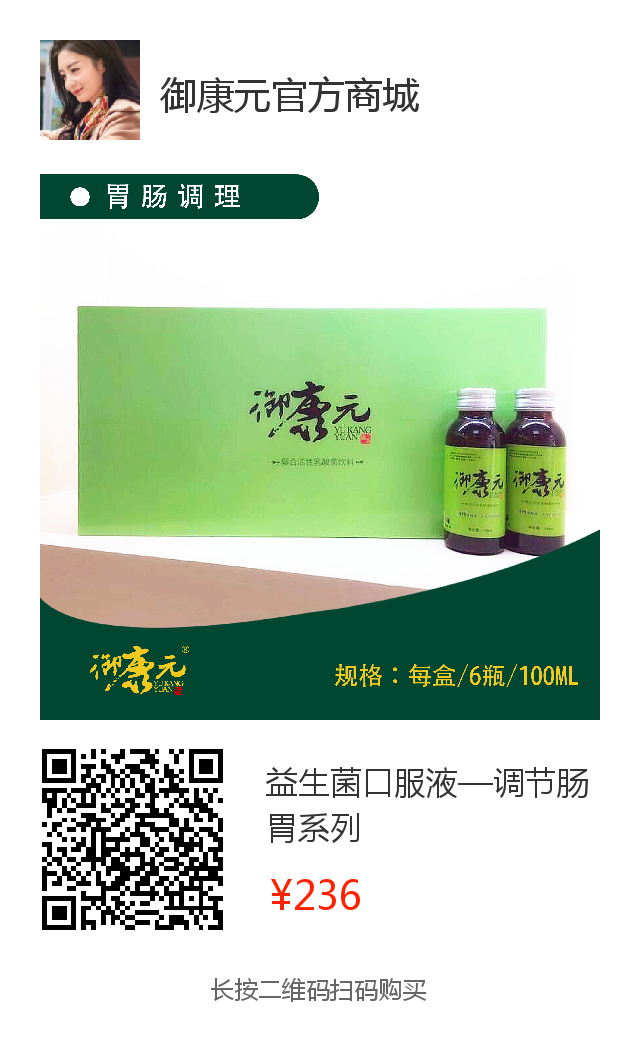 御康元官方商城
胃肠调理
御康元
YU KANG
YUAN
复合活性乳酸菌饮料
御康元
御康元
御康元®
YU KANG
YUAN
规格：每盒/6瓶/100ML
益生菌口服液—调节肠
胃系列
¥236
长按二维码扫码购买